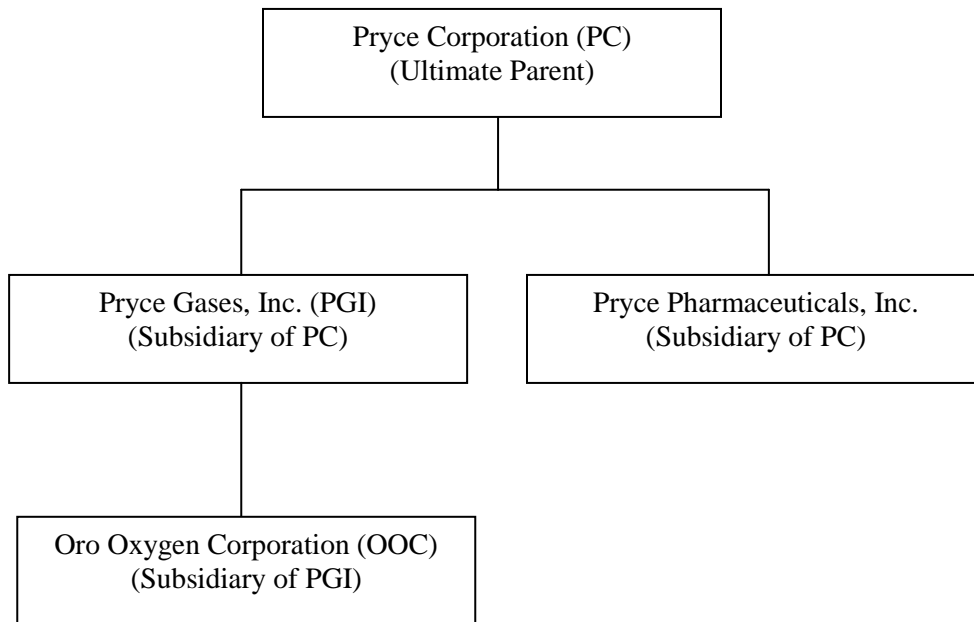 Pryce Corporation (PC)
(Ultimate Parent)
Pryce Gases, Inc. (PGI)
(Subsidiary of PC)
Pryce Pharmaceuticals, Inc.
(Subsidiary of PC)
Oro Oxygen Corporation (OOC)
(Subsidiary of PGI)